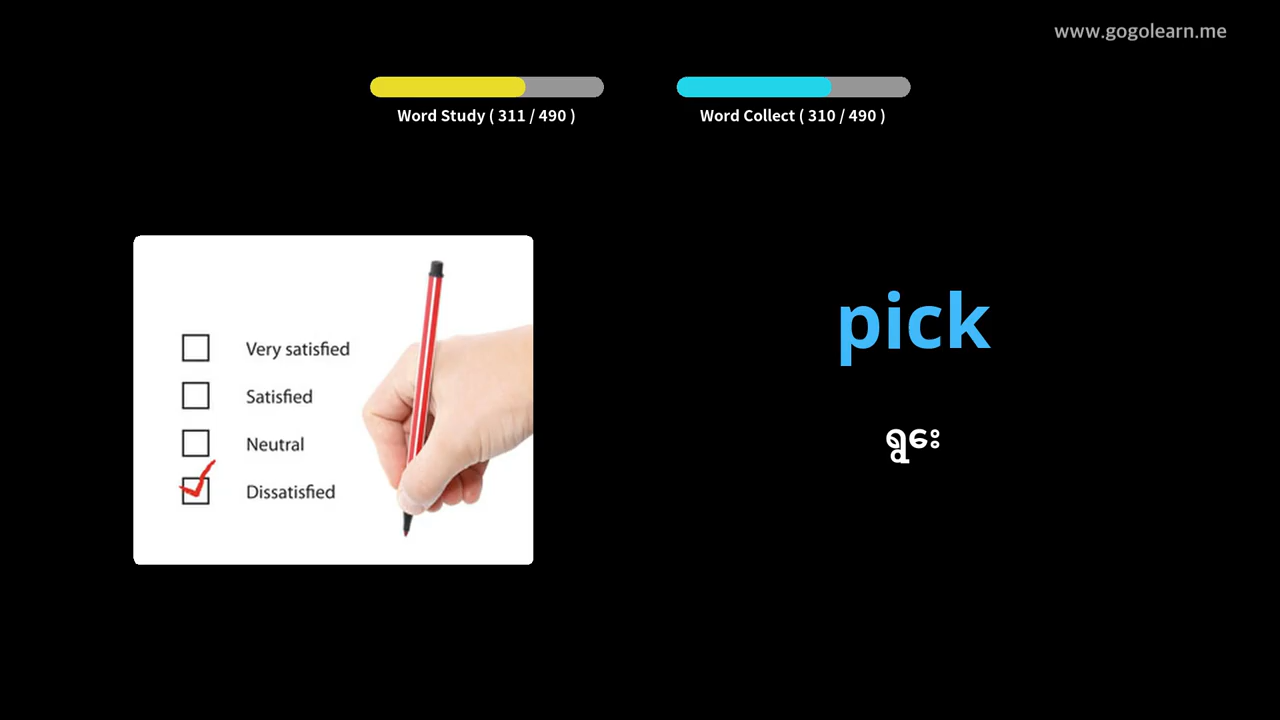 www.gogolearn.me
Word Study ( 311 / 490 )
Word Collect ( 310 / 490 )
Very satisfied
Satisfied
Neutral
Dissatisfied
pick
ရွေး